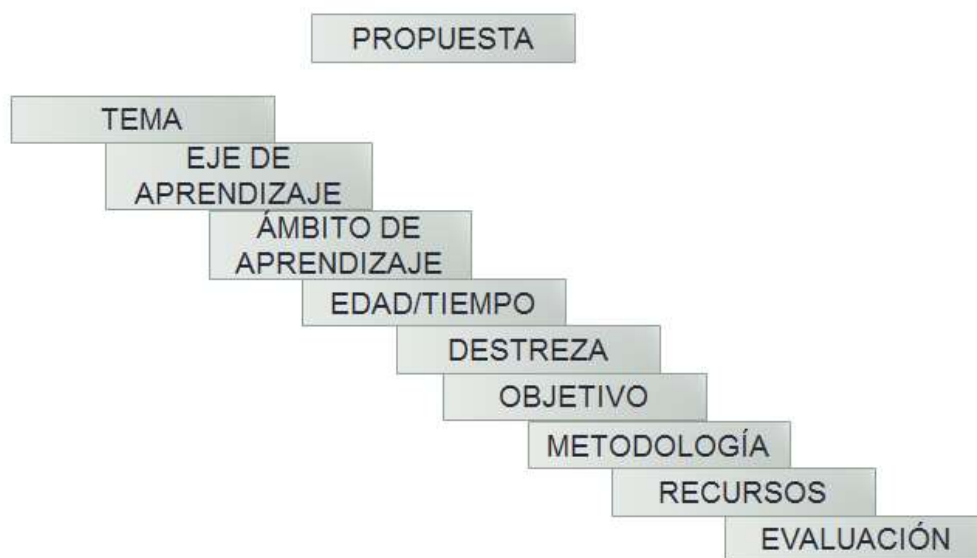 PROPUESTA
TEMA
EJE DE
APRENDIZAJE
ÁMBITO DE
APRENDIZAJE
EDAD/TIEMPO
DESTREZA
OBJETIVO
METODOLOGÍA
RECURSOS
EVALUACIÓN